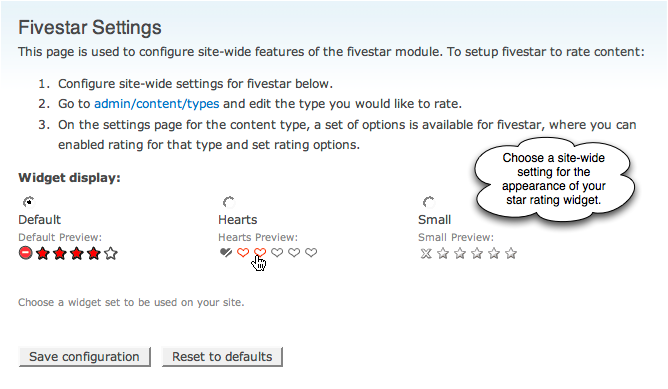 Fivestar Settings
This page is used to configure site-wide features of the fivestar module. To setup fivestar to rate content:
1. Configure site-wide settings for fivestar below.
2. Go to admin/content/types and edit the type you would like to rate.
3. On the settings page for the content type, a set of options is available for fivestar, where you can
enabled rating for that type and set rating options.
Choose a site-wide
setting for the
appearance of your
star rating widget.
Widget display:
Default
Hearts
Small
Default Preview:
Hearts Preview:
Small Preview:
Choose a widget set to be used on your site.
Save configuration
Reset to defaults